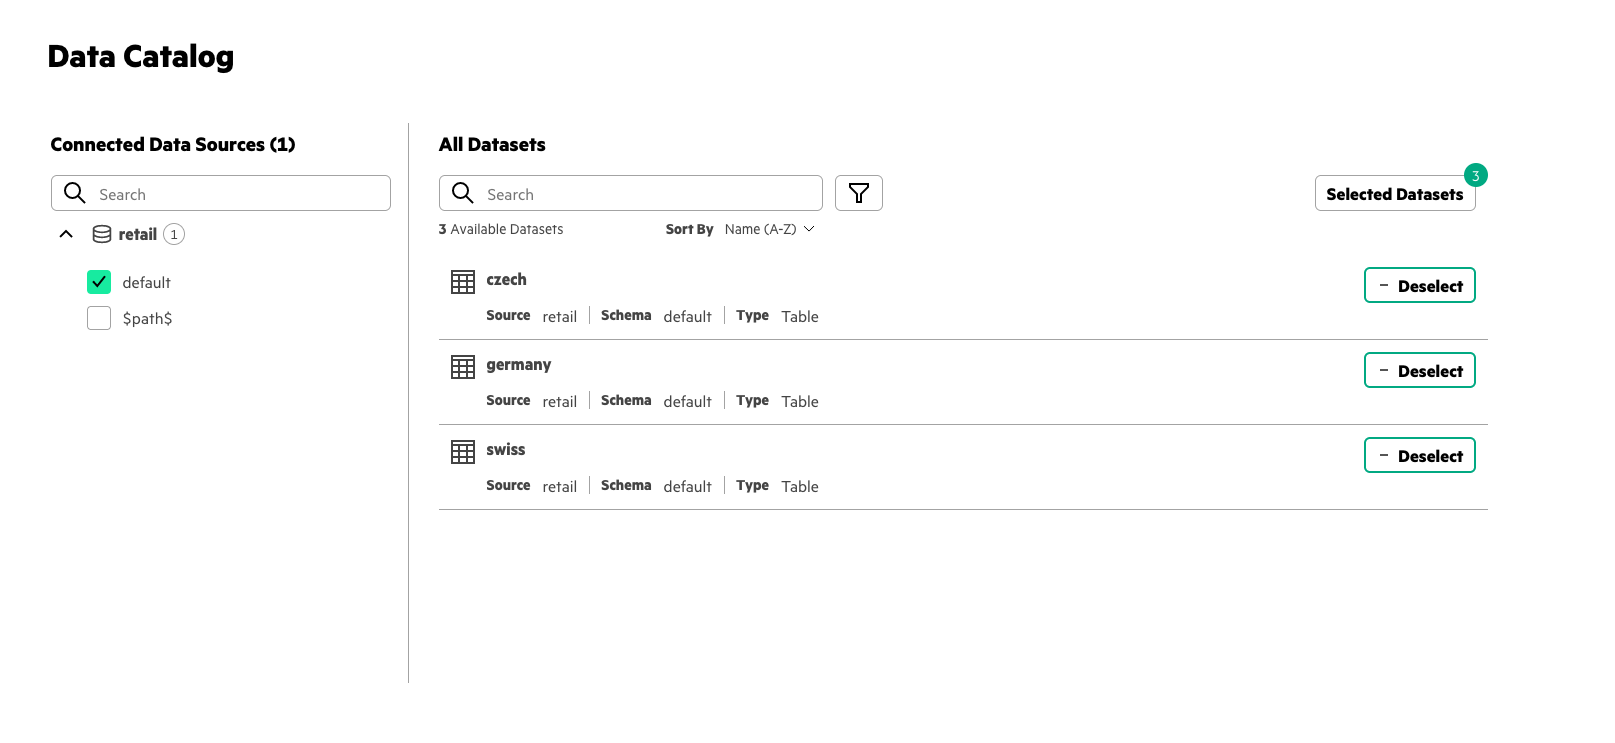 Data Catalog
Connected Data Sources (1)
Search
retail 1
default
$path$
All Datasets
Search
Selected Datasets 3
3 Available Datasets Sort By Name (A-Z)
czech
Deselect
Source retail Schema default Type Table
germany
Deselect
Source retail Schema default Type Table
swiss
Deselect
Source retail Schema default Type Table